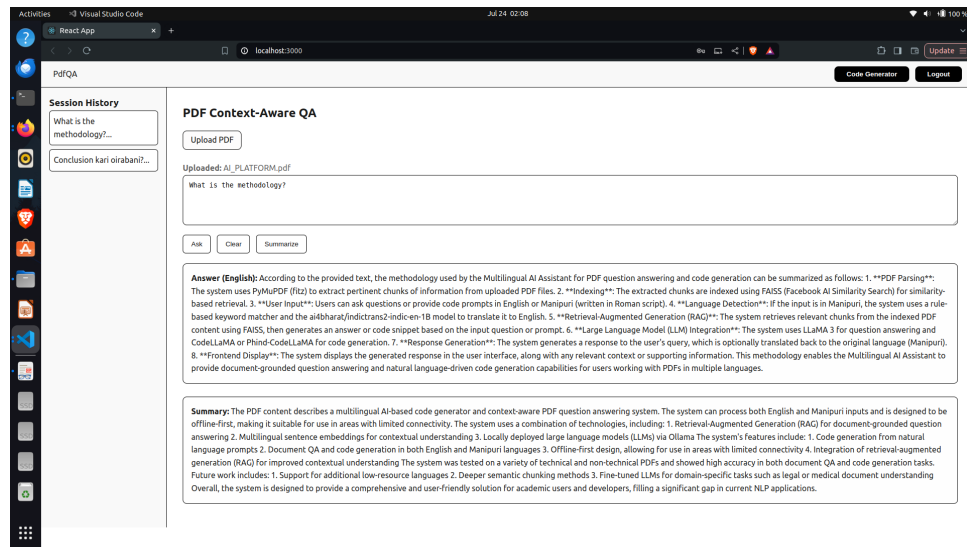 Activities
Visual Studio Code
Jul 24 02:08
100 %
React App
localhost:3000
Update
PdfQA
Code Generator
Logout
Session History
What is the
methodology?...
Conclusion kari oirabani?...
PDF Context-Aware QA
Upload PDF
Uploaded: AI_PLATFORM.pdf
What is the methodology?
Ask
Clear
Summarize
Answer (English): According to the provided text, the methodology used by the Multilingual AI Assistant for PDF question answering and code generation can be summarized as follows: 1. **PDF Parsing**:
The system uses PyMuPDF (fitz) to extract pertinent chunks of information from uploaded PDF files. 2. **Indexing**: The extracted chunks are indexed using FAISS (Facebook AI Similarity Search) for similarity-
based retrieval. 3. **User Input**: Users can ask questions or provide code prompts in English or Manipuri (written in Roman script). 4. **Language Detection**: If the input is in Manipuri, the system uses a rule-
based keyword matcher and the ai4bharat/indictrans2-indic-en-1B model to translate it to English. 5. **Retrieval-Augmented Generation (RAG)**: The system retrieves relevant chunks from the indexed PDF
content using FAISS, then generates an answer or code snippet based on the input question or prompt. 6. **Large Language Model (LLM) Integration**: The system uses LLaMA 3 for question answering and
CodeLLaMA or Phind-CodeLLaMA for code generation. 7. **Response Generation**: The system generates a response to the user's query, which is optionally translated back to the original language (Manipuri).
8. **Frontend Display**: The system displays the generated response in the user interface, along with any relevant context or supporting information. This methodology enables the Multilingual AI Assistant to
provide document-grounded question answering and natural language-driven code generation capabilities for users working with PDFs in multiple languages.
Summary: The PDF content describes a multilingual AI-based code generator and context-aware PDF question answering system. The system can process both English and Manipuri inputs and is designed to be
offline-first, making it suitable for use in areas with limited connectivity. The system uses a combination of technologies, including: 1. Retrieval-Augmented Generation (RAG) for document-grounded question
answering 2. Multilingual sentence embeddings for contextual understanding 3. Locally deployed large language models (LLMs) via Ollama The system's features include: 1. Code generation from natural
language prompts 2. Document QA and code generation in both English and Manipuri languages 3. Offline-first design, allowing for use in areas with limited connectivity 4. Integration of retrieval-augmented
generation (RAG) for improved contextual understanding The system was tested on a variety of technical and non-technical PDFs and showed high accuracy in both document QA and code generation tasks.
Future work includes: 1. Support for additional low-resource languages 2. Deeper semantic chunking methods 3. Fine-tuned LLMs for domain-specific tasks such as legal or medical document understanding
Overall, the system is designed to provide a comprehensive and user-friendly solution for academic users and developers, filling a significant gap in current NLP applications.